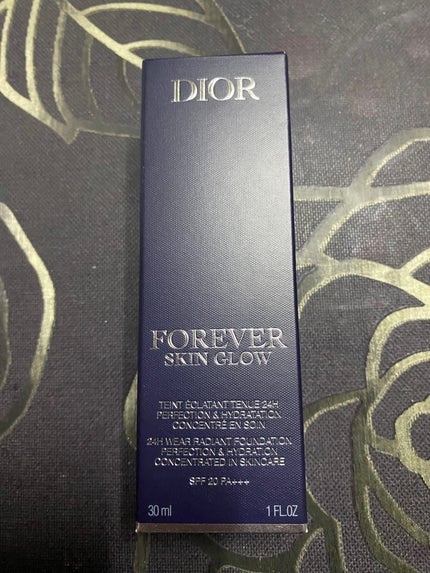 DIOR
FOREVER
SKIN GLOW
TEINT ÉCLATANT TENUE 24H
PERFECTION & HYDRATATION
CONCENTRÉ EN SOIN
24H WEAR RADIANT FOUNDATION
PERFECTION & HYDRATION
CONCENTRATED IN SKINCARE
SPF 20 PA+++
30 ml 1 FL.OZ